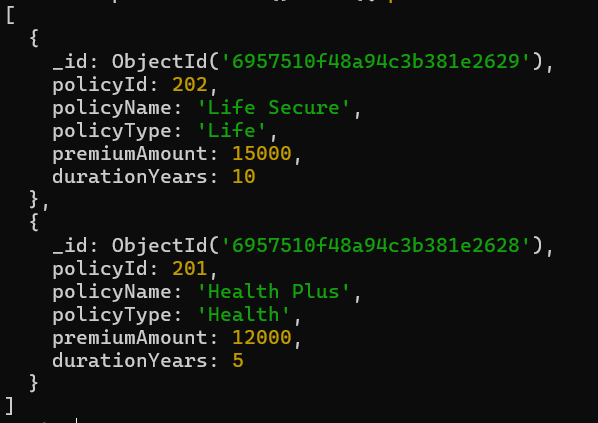 [
  {
    _id: ObjectId('6957510f48a94c3b381e2629'),
    policyId: 202,
    policyName: 'Life Secure',
    policyType: 'Life',
    premiumAmount: 15000,
    durationYears: 10
  },
  {
    _id: ObjectId('6957510f48a94c3b381e2628'),
    policyId: 201,
    policyName: 'Health Plus',
    policyType: 'Health',
    premiumAmount: 12000,
    durationYears: 5
  }
]